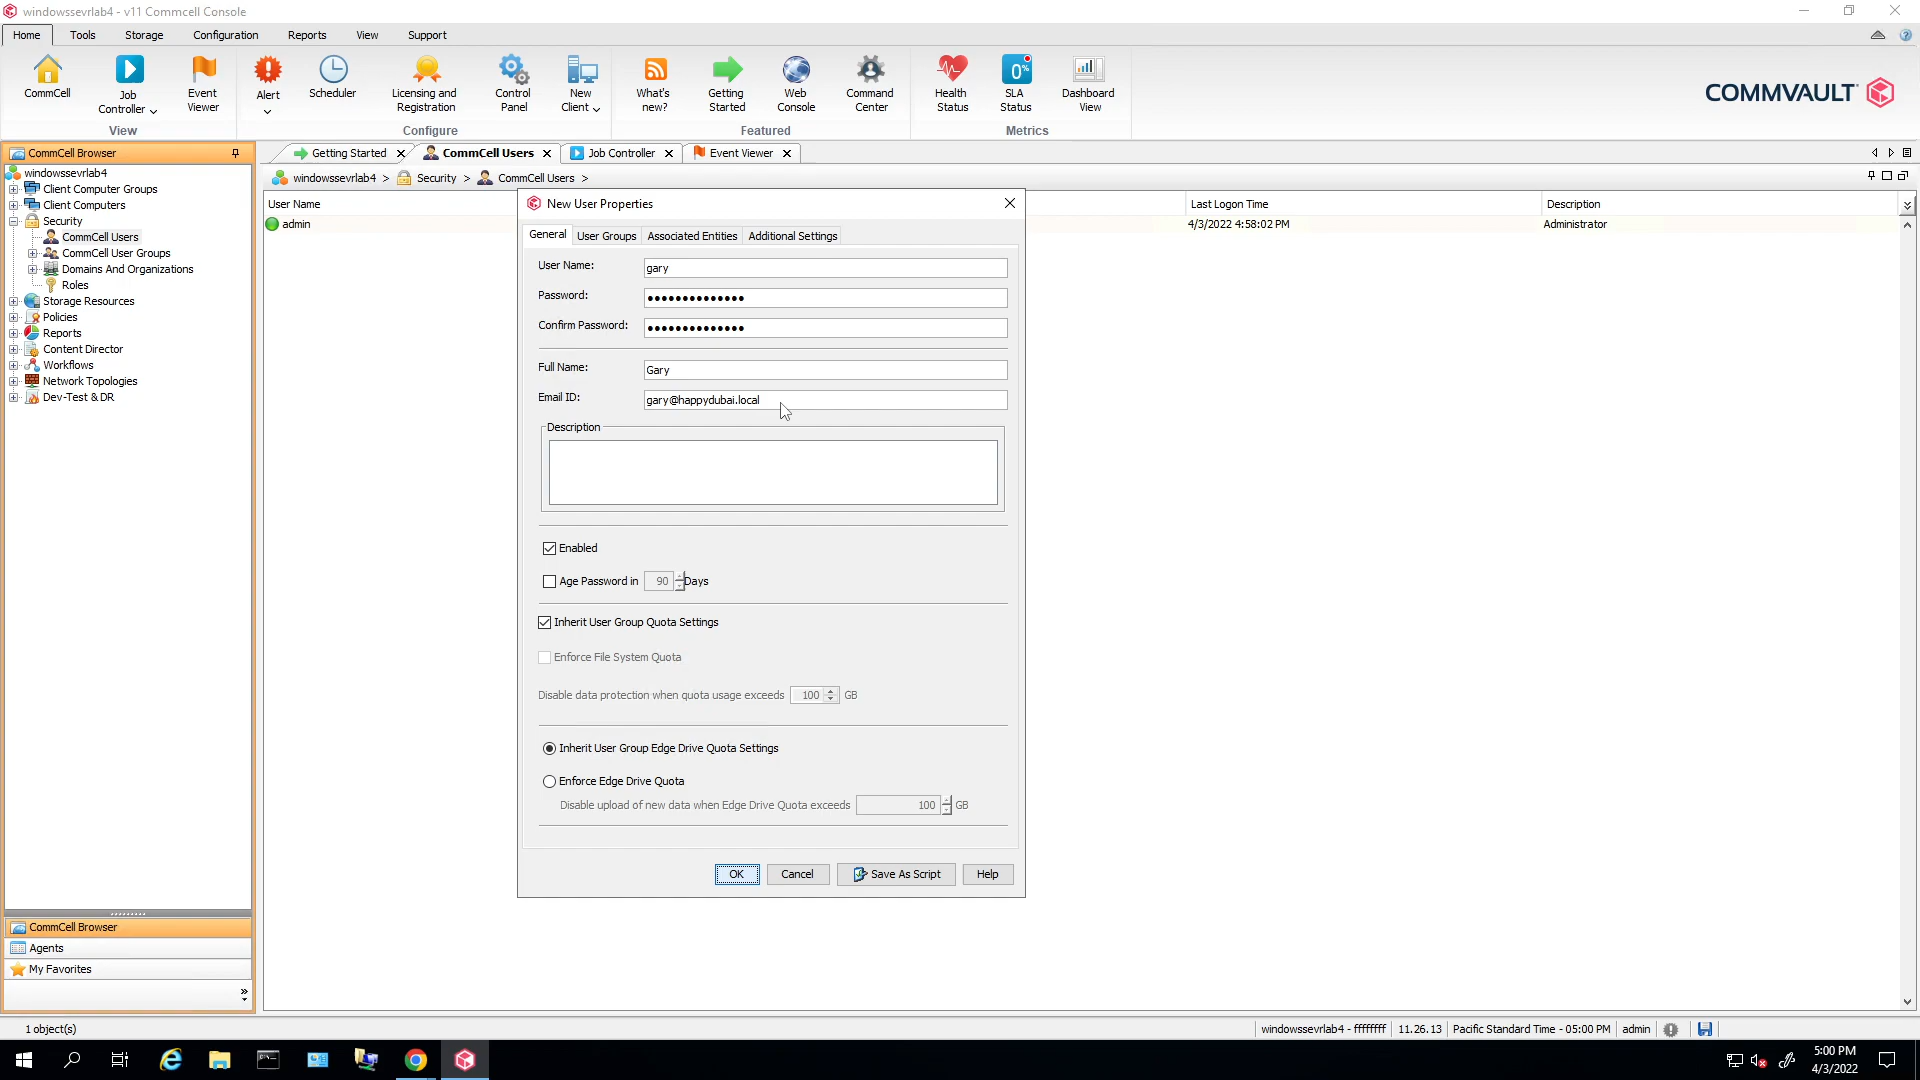 windowssevrlab4 - v11 Commcell Console
Home Tools Storage Configuration Reports View Support
CommCell
Job Controller
Event Viewer
View
Alert
Scheduler
Licensing and Registration
Control Panel
New Client
Configure
What's new?
Getting Started
Web Console
Command Center
Featured
Health Status
0%
SLA Status
Dashboard View
Metrics
COMMVAULT
CommCell Browser
windowssevrlab4
Client Computer Groups
Client Computers
Security
CommCell Users
CommCell User Groups
Domains And Organizations
Roles
Storage Resources
Policies
Reports
Content Director
Workflows
Network Topologies
Dev-Test & DR
CommCell Browser
Agents
My Favorites
Getting Started CommCell Users Job Controller Event Viewer
windowssevrlab4 > Security > CommCell Users >
User Name Last Logon Time Description
admin 4/3/2022 4:58:02 PM Administrator
New User Properties
General User Groups Associated Entities Additional Settings
User Name: gary
Password: ••••••••••••••
Confirm Password: ••••••••••••••
Full Name: Gary
Email ID: gary@happydubai.local
Description
Enabled
Age Password in 90 Days
Inherit User Group Quota Settings
Enforce File System Quota
Disable data protection when quota usage exceeds 100 GB
Inherit User Group Edge Drive Quota Settings
Enforce Edge Drive Quota
Disable upload of new data when Edge Drive Quota exceeds 100 GB
OK Cancel Save As Script Help
1 object(s) windowssevrlab4 - ffffffff 11.26.13 Pacific Standard Time - 05:00 PM admin
5:00 PM
4/3/2022